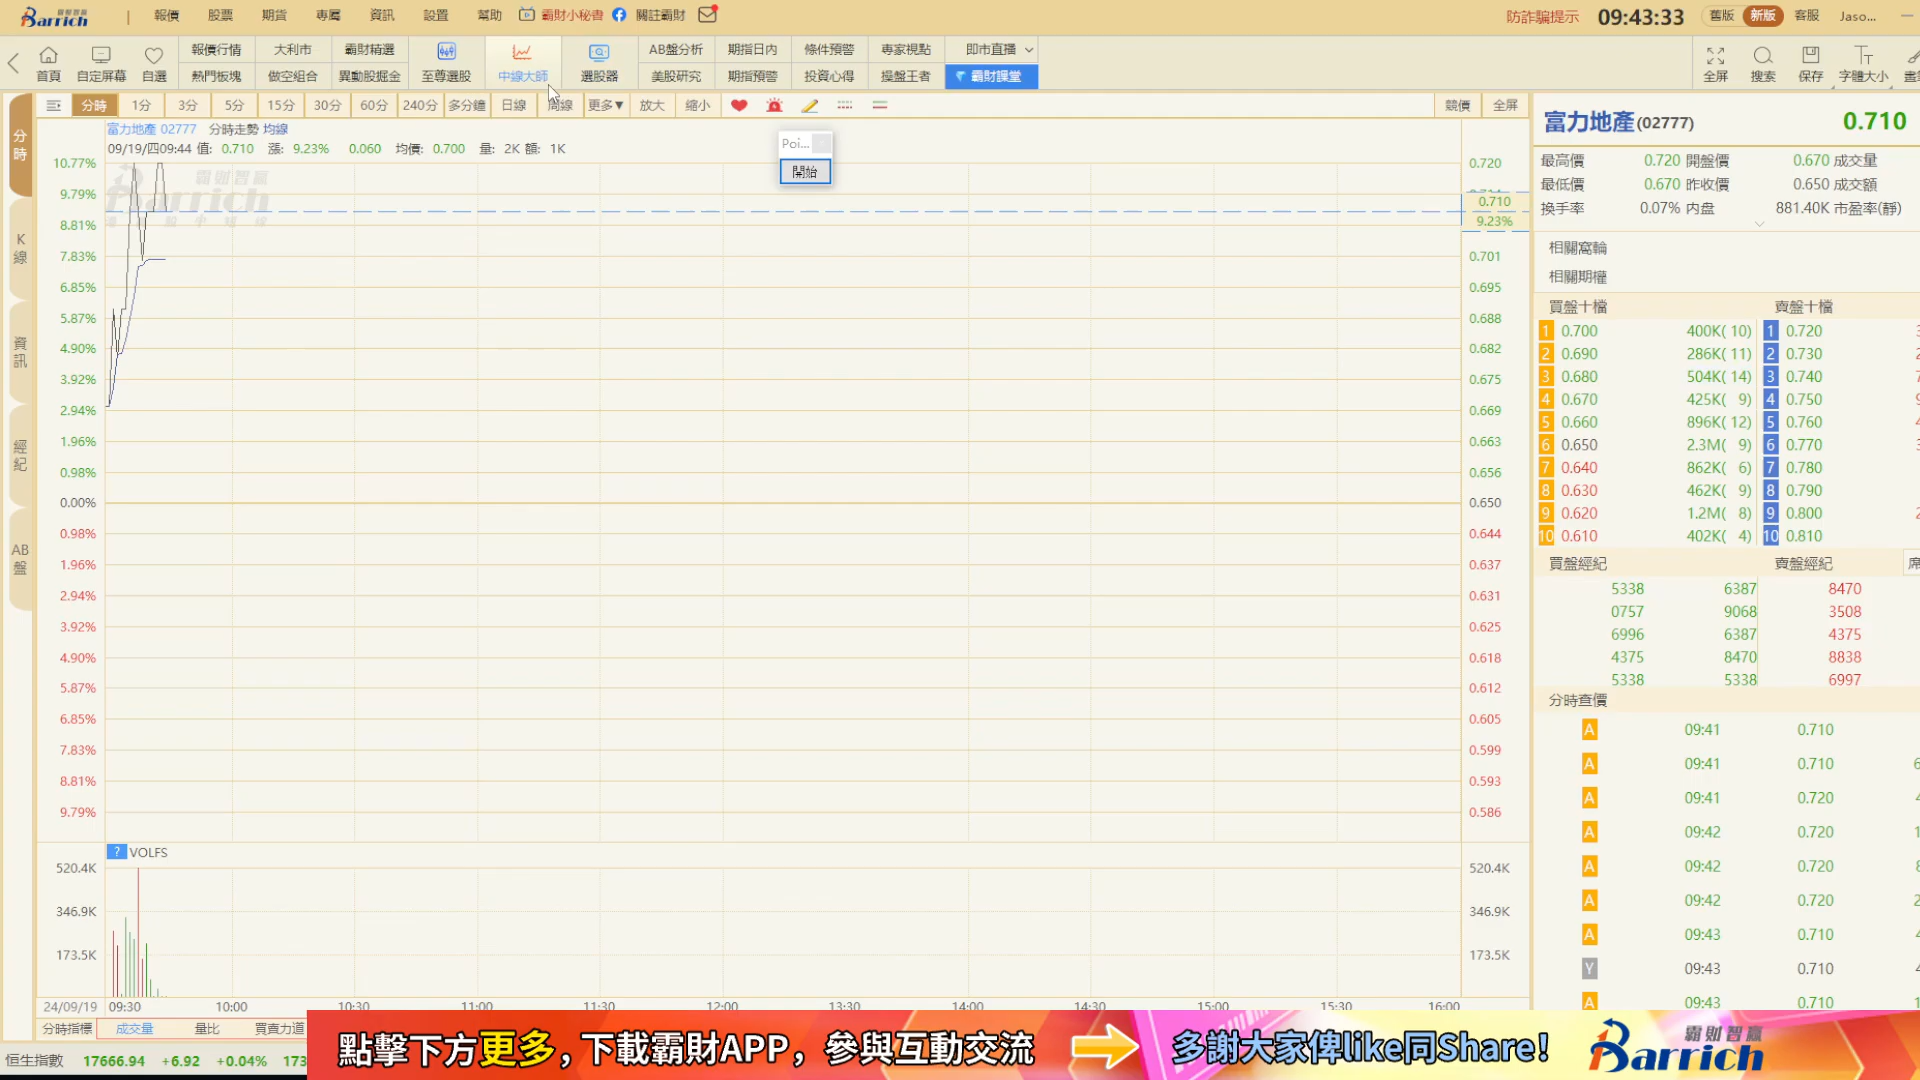 Barrich | 報價 股票 期貨 專屬 資訊 設置 幫助 霸財小秘書 關註霸財 防詐騙提示 09:43:33 舊版 新版 客服 Jaso...
首頁 自定屏幕 自選 報價行情 大利市 霸財精選 至尊選股 中線大師 選股器 AB盤分析 期指日內 條件預警 專家視點 即市直播 全屏 搜索 保存 字體大小
熱門板塊 做空組合 異動股掘金 美股研究 期指預警 投資心得 操盤王者 霸財課堂
分時 1分 3分 5分 15分 30分 60分 240分 多分鐘 日線 周線 更多▼ 放大 縮小 競價 全屏
富力地產 02777 分時走勢 均線
09/19/四09:44 值: 0.710 漲: 9.23% 0.060 均價: 0.700 量: 2K 額: 1K
Poi...
開始
分時
K線
資訊
經紀
AB盤
霸財智贏
Barrich
10.77% 0.720
9.79%
0.710
9.23%
8.81%
7.83% 0.701
6.85% 0.695
5.87% 0.688
4.90% 0.682
3.92% 0.675
2.94% 0.669
1.96% 0.663
0.98% 0.656
0.00% 0.650
0.98% 0.644
1.96% 0.637
2.94% 0.631
3.92% 0.625
4.90% 0.618
5.87% 0.612
6.85% 0.605
7.83% 0.599
8.81% 0.593
9.79% 0.586
? VOLFS
520.4K 520.4K
346.9K 346.9K
173.5K 173.5K
24/09/19 09:30 10:00 10:30 11:00 11:30 12:00 13:30 14:00 14:30 15:00 15:30 16:00
分時指標 成交量 量比 買賣力道
恒生指數 17666.94 +6.92 +0.04% 173
富力地產(02777) 0.710
最高價 0.720 開盤價 0.670 成交量
最低價 0.670 昨收價 0.650 成交額
換手率 0.07% 內盘 881.40K 市盈率(靜)
相關窩輪
相關期權
買盤十檔 賣盤十檔
1 0.700 400K( 10) 1 0.720
2 0.690 286K( 11) 2 0.730
3 0.680 504K( 14) 3 0.740
4 0.670 425K( 9) 4 0.750
5 0.660 896K( 12) 5 0.760
6 0.650 2.3M( 9) 6 0.770
7 0.640 862K( 6) 7 0.780
8 0.630 462K( 9) 8 0.790
9 0.620 1.2M( 8) 9 0.800
10 0.610 402K( 4) 10 0.810
買盤經紀 賣盤經紀 席
5338 6387 8470
0757 9068 3508
6996 6387 4375
4375 8470 8838
5338 5338 6997
分時查價
A 09:41 0.710
A 09:41 0.710
A 09:41 0.720
A 09:42 0.720
A 09:42 0.720
A 09:42 0.720
A 09:43 0.710
Y 09:43 0.710
A 09:43 0.710
點擊下方更多，下載霸財APP，參與互動交流 多謝大家俾like同Share！ 霸財智贏 Barrich